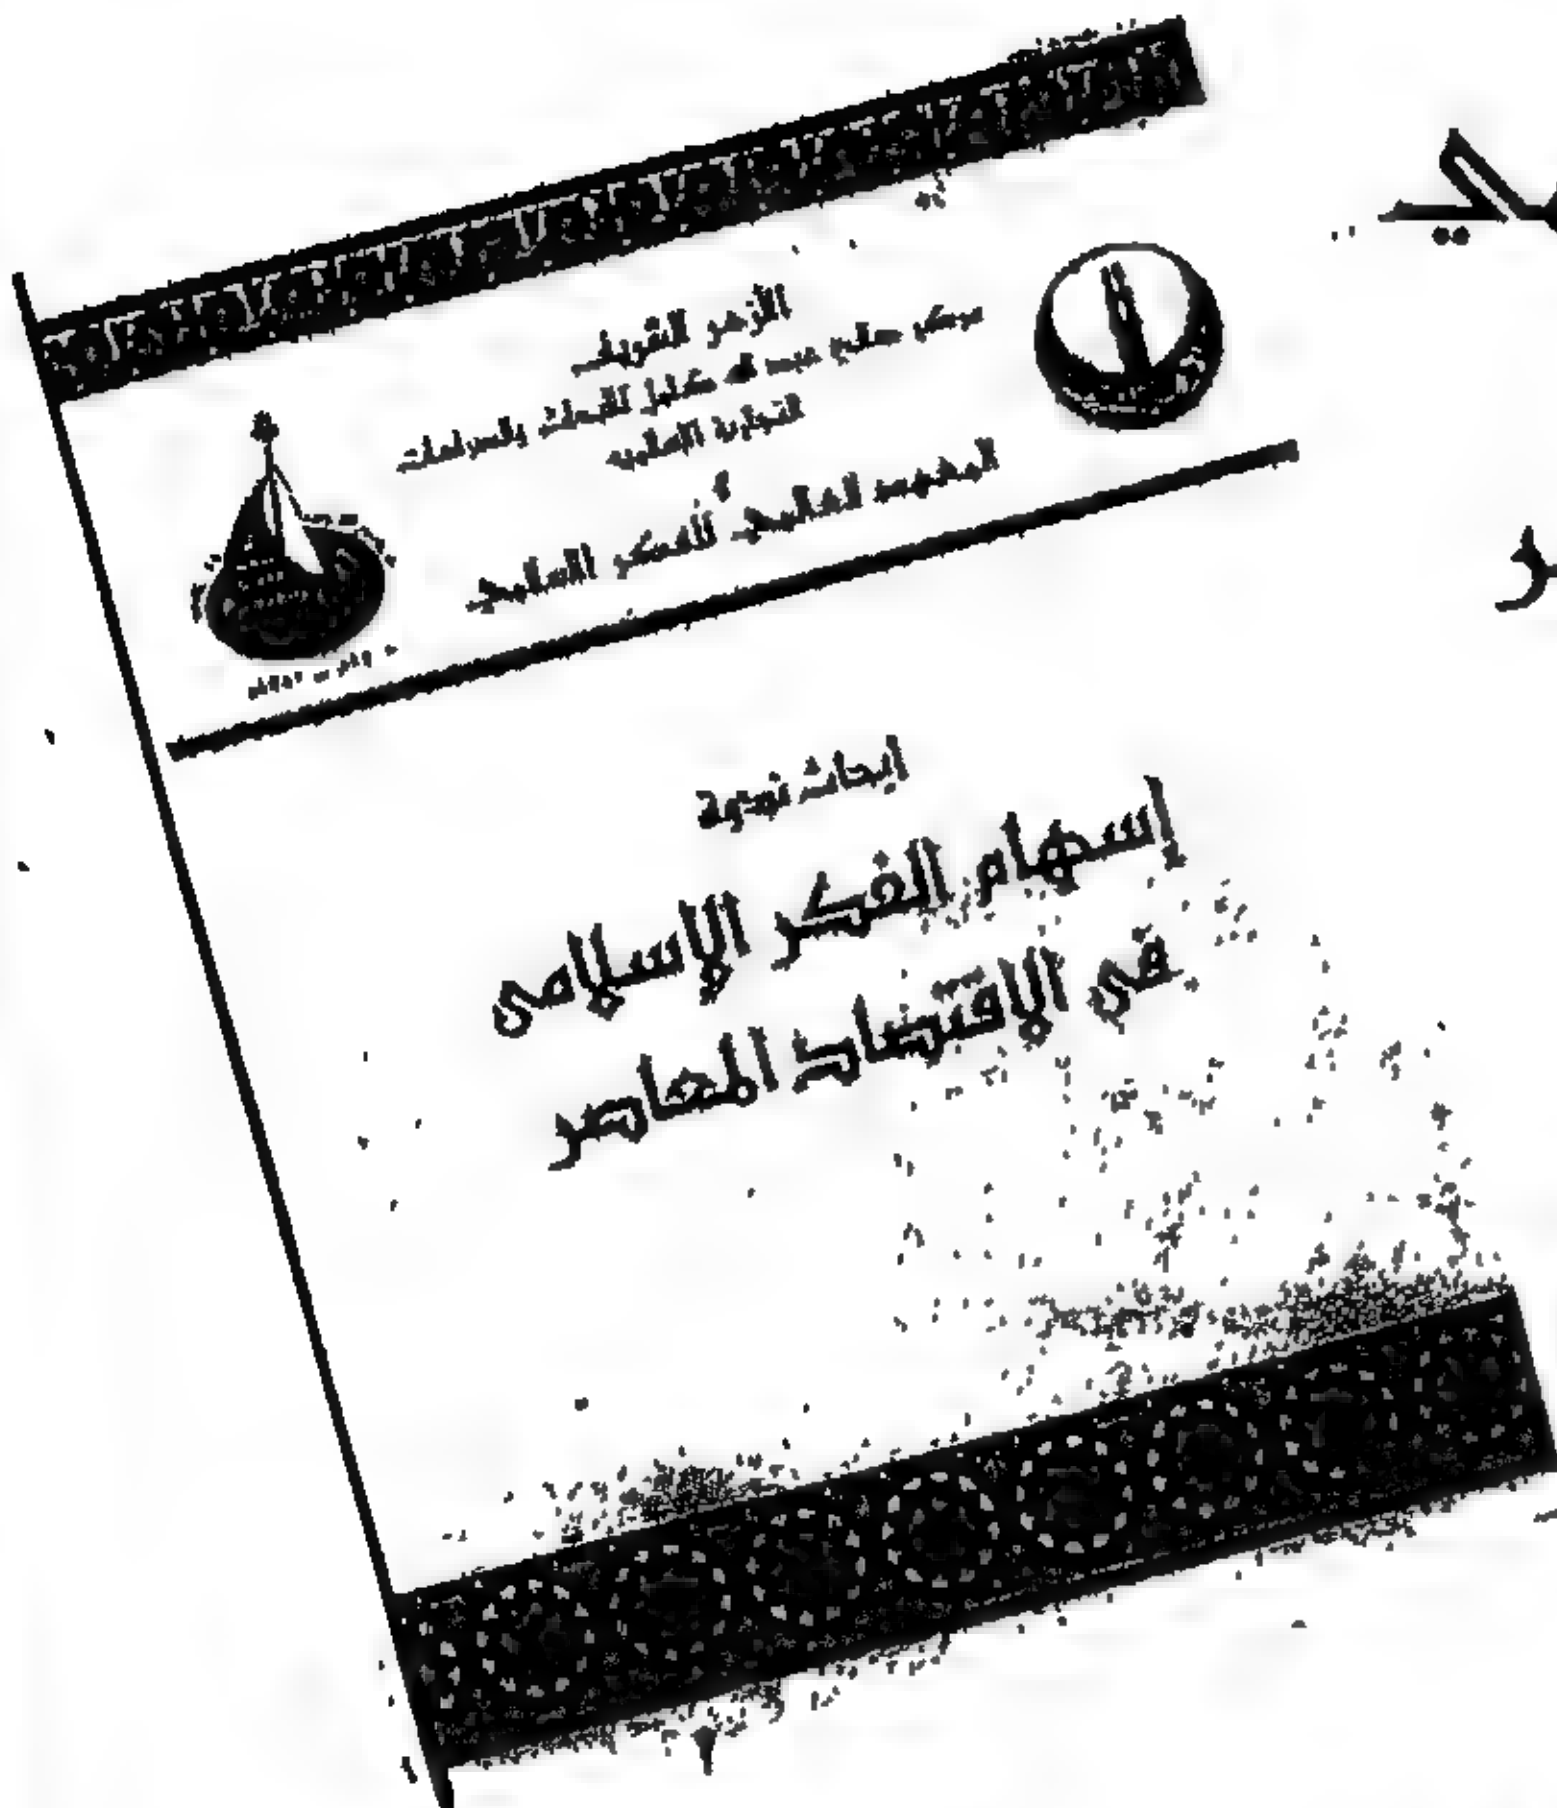 الأزهر الشريف
مركز صالح عبد الله كامل للأبحاث والدراسات
التجارية الإسلامية
المعهد العالمي للفكر الإسلامي
أبحاث ندوة
إسهام الفكر الإسلامى
في الاقتصاد المعاصر